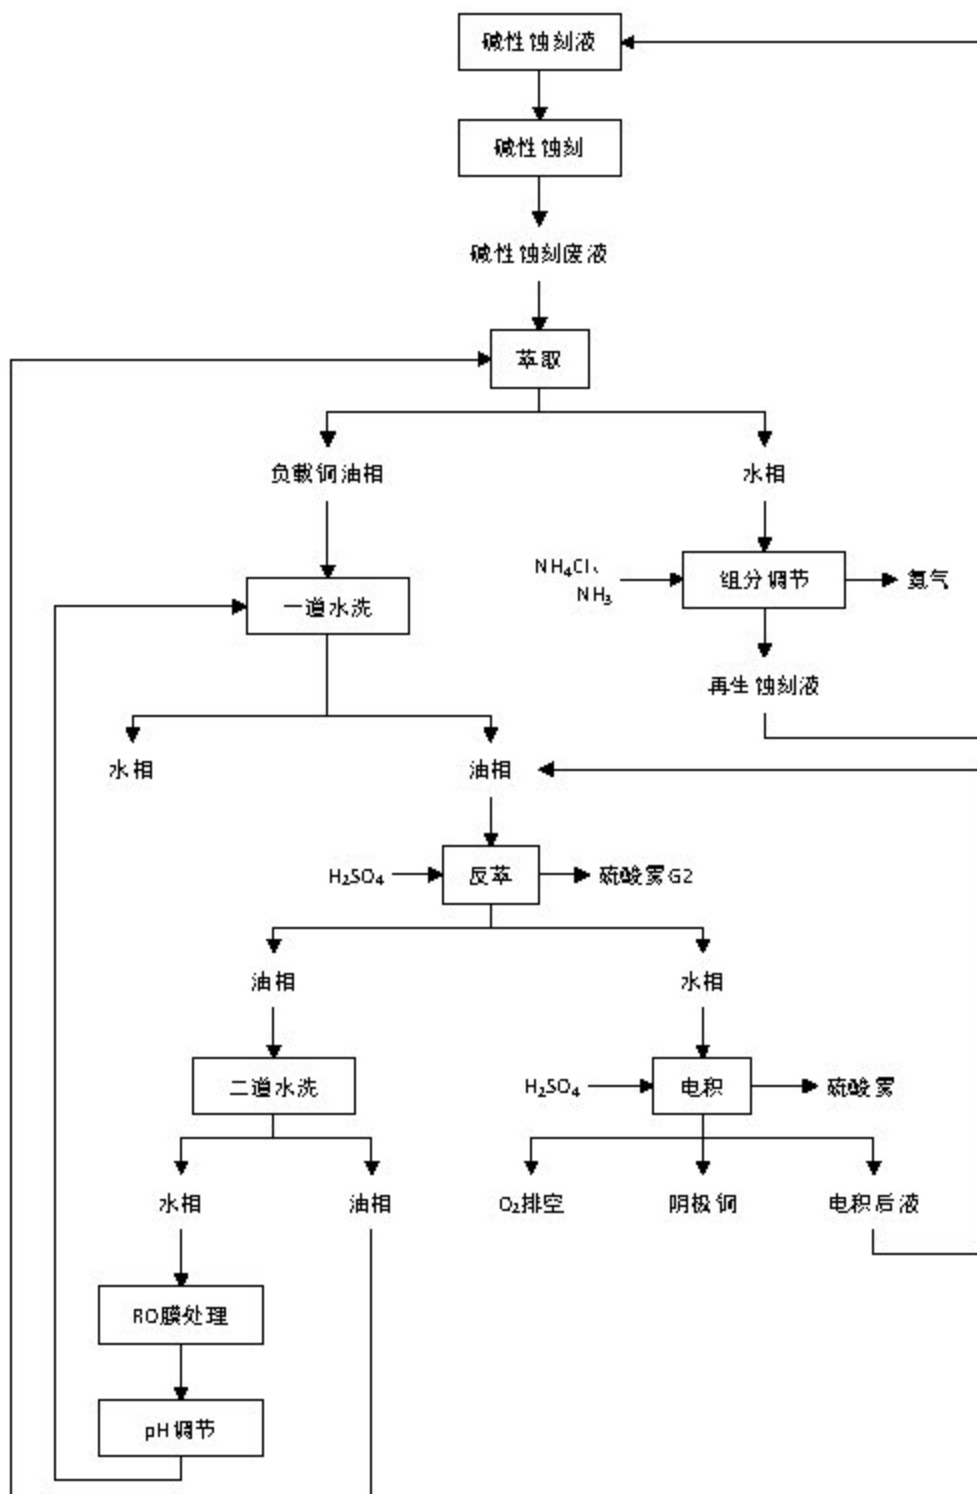 碱性蚀刻液
碱性蚀刻
碱性蚀刻废液
萃取
负载铜油相
水相
NH₄Cl、
NH₃
组分调节
氨气
一道水洗
再生蚀刻液
水相
油相
H₂SO₄
反萃
硫酸雾G2
油相
水相
二道水洗
H₂SO₄
电积
硫酸雾
水相
油相
O₂排空
阴极铜
电积后液
RO膜处理
pH调节